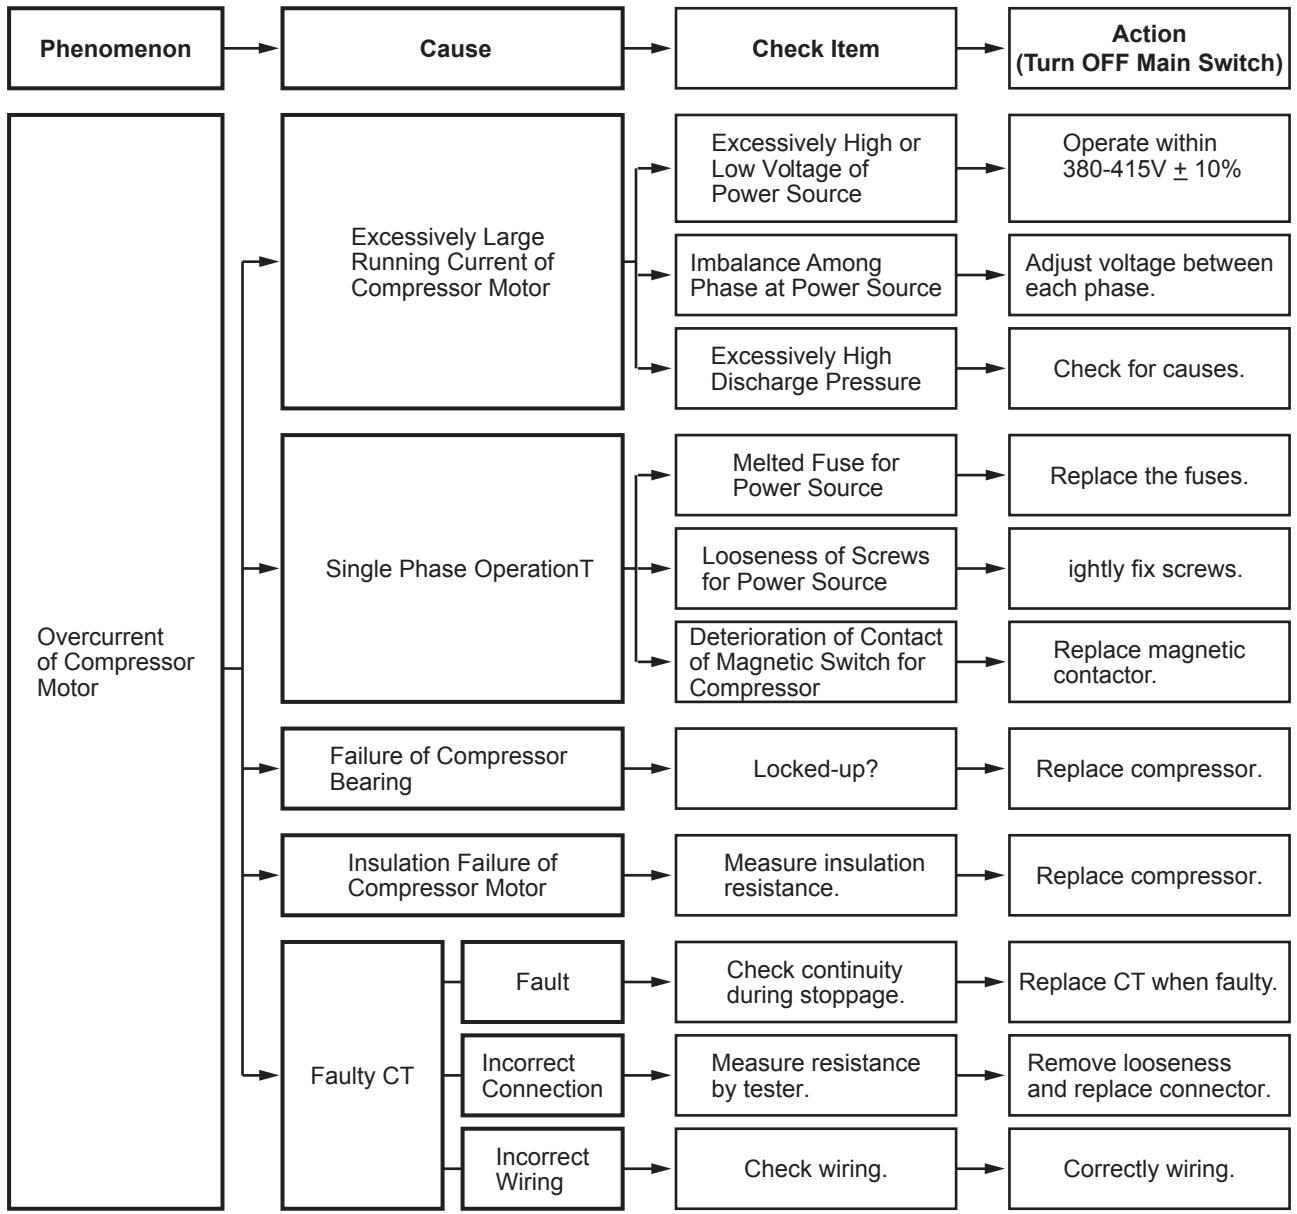 Phenomenon
Cause
Check Item
Action
(Turn OFF Main Switch)
Overcurrent
of Compressor
Motor
Excessively Large
Running Current of
Compressor Motor
Excessively High or
Low Voltage of
Power Source
Operate within
380-415V ± 10%
Imbalance Among
Phase at Power Source
Adjust voltage between
each phase.
Excessively High
Discharge Pressure
Check for causes.
Single Phase OperationT
Melted Fuse for
Power Source
Replace the fuses.
Looseness of Screws
for Power Source
ightly fix screws.
Deterioration of Contact
of Magnetic Switch for
Compressor
Replace magnetic
contactor.
Failure of Compressor
Bearing
Locked-up?
Replace compressor.
Insulation Failure of
Compressor Motor
Measure insulation
resistance.
Replace compressor.
Faulty CT
Fault
Check continuity
during stoppage.
Replace CT when faulty.
Incorrect
Connection
Measure resistance
by tester.
Remove looseness
and replace connector.
Incorrect
Wiring
Check wiring.
Correctly wiring.